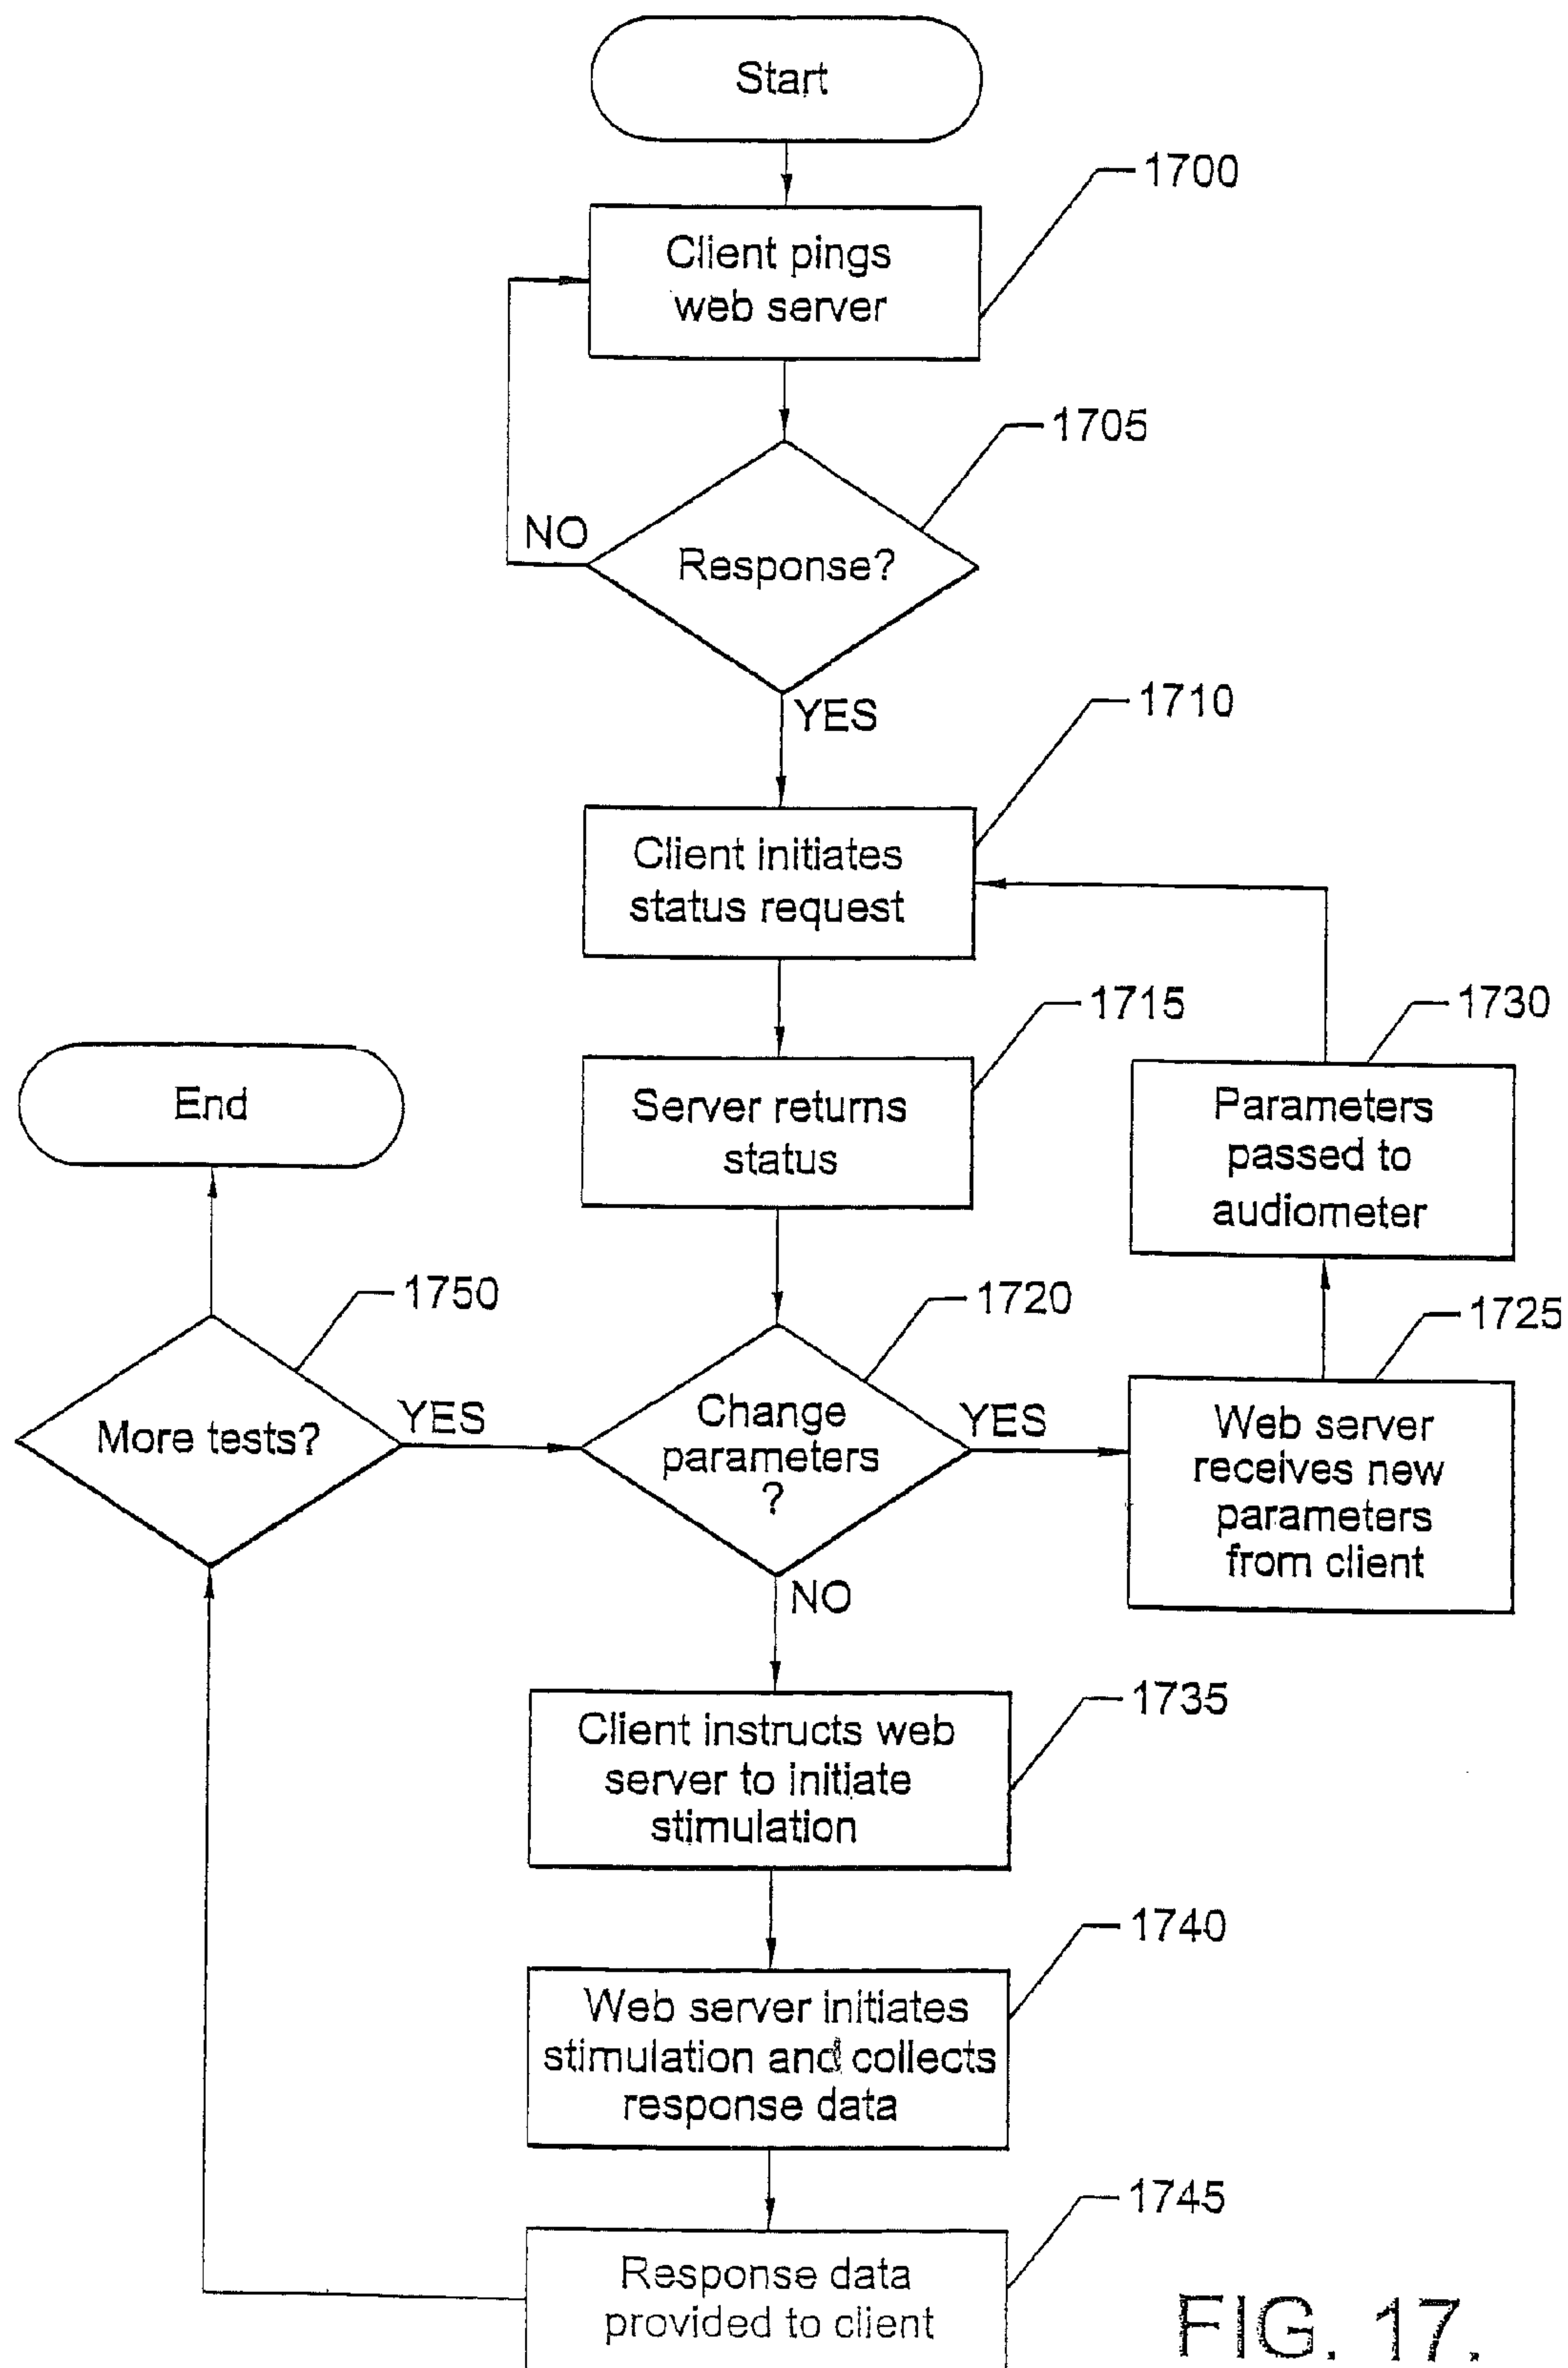 Start
1700
Client pings
web server
1705
NO
Response?
YES
1710
Client initiates
status request
1715
1730
End
Server returns
status
Parameters
passed to
audiometer
1750
1720
1725
More tests?
YES
Change
parameters
?
YES
Web server
receives new
parameters
from client
NO
1735
Client instructs web
server to initiate
stimulation
1740
Web server initiates
stimulation and collects
response data
1745
Response data
provided to client
FIG. 17.